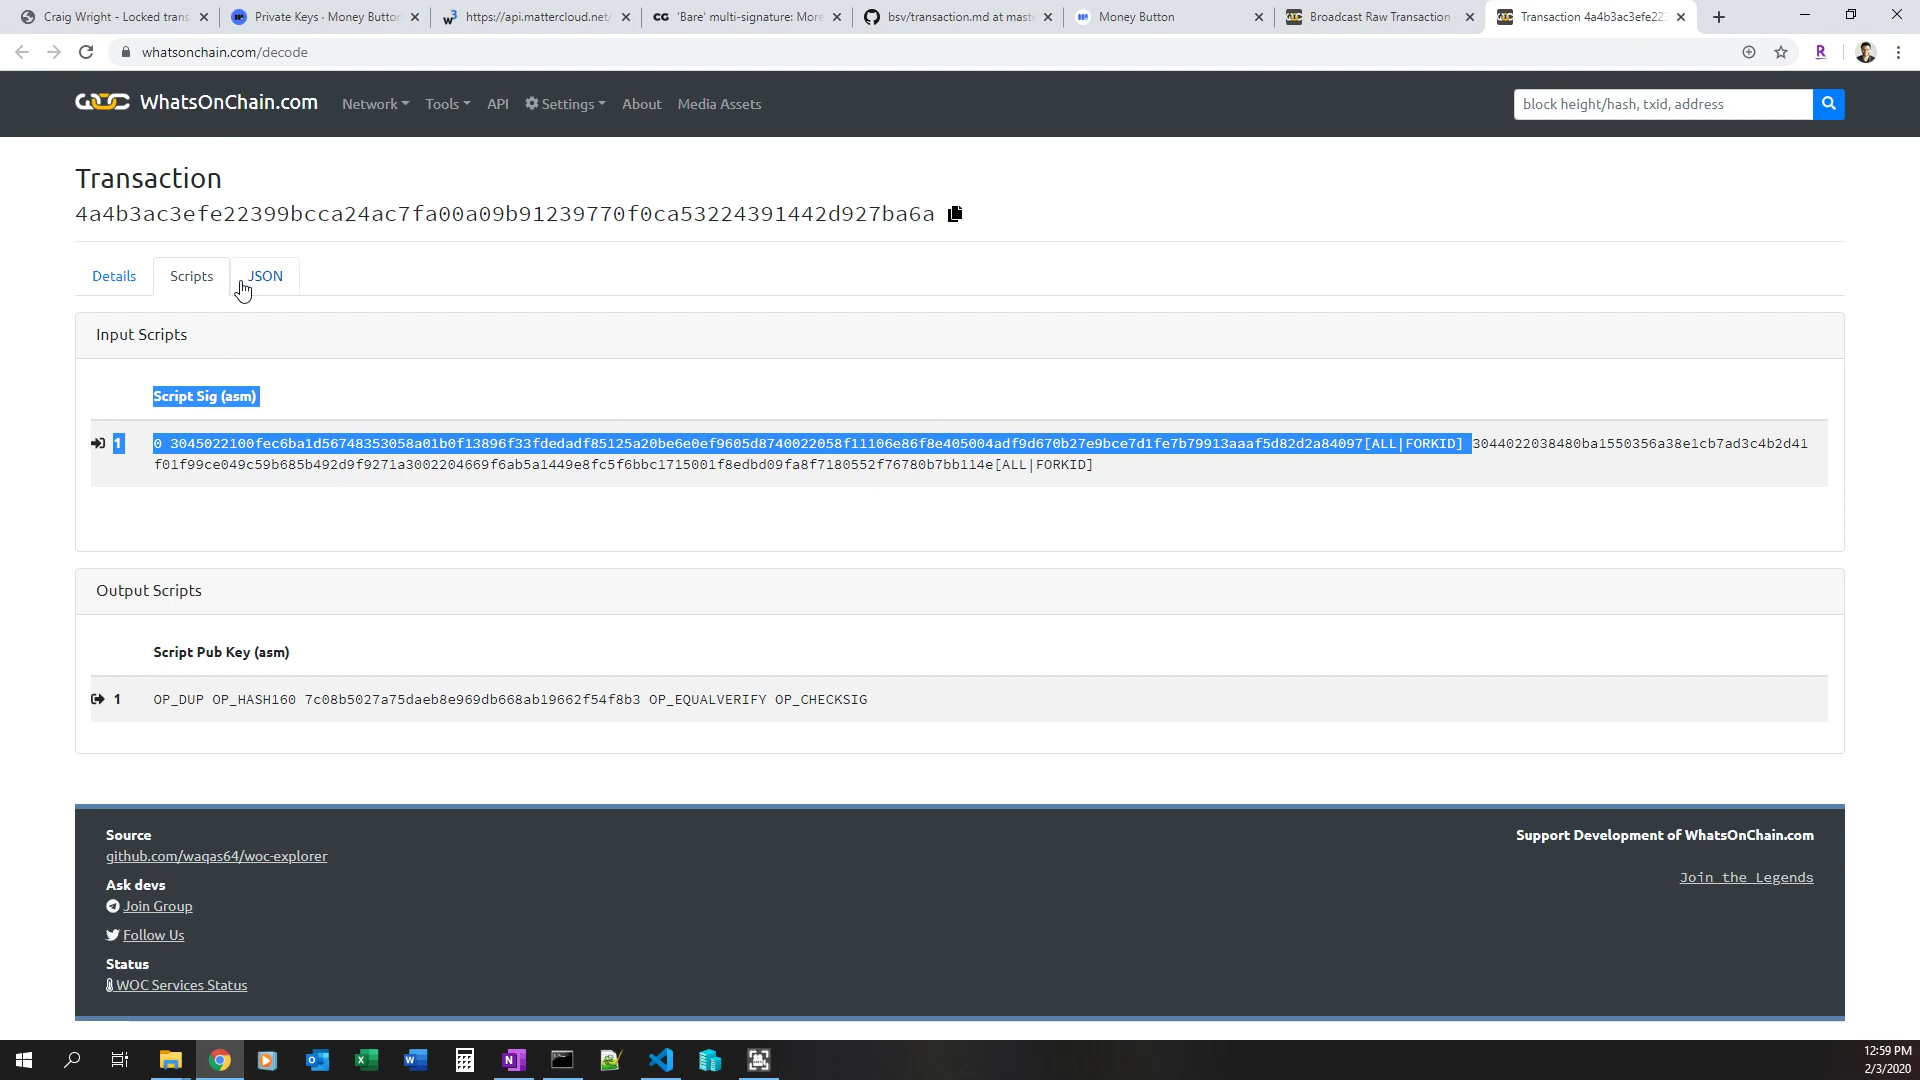 Craig Wright - Locked trans
Private Keys · Money Button
https://api.mattercloud.net/
CG 'Bare' multi-signature: More
bsv/transaction.md at mast
Money Button
Broadcast Raw Transaction
Transaction 4a4b3ac3efe223
whatsonchain.com/decode
R
WhatsOnChain.com
Network
Tools
API
Settings
About
Media Assets
block height/hash, txid, address
Transaction
4a4b3ac3efe22399bcca24ac7fa00a09b91239770f0ca53224391442d927ba6a
Details
Scripts
JSON
Input Scripts
Script Sig (asm)
1 0 3045022100fec6ba1d56748353058a01b0f13896f33fdedadf85125a20be6e0ef9605d8740022058f11106e86f8e405004adf9d670b27e9bce7d1fe7b79913aaaf5d82d2a84097[ALL|FORKID] 3044022038480ba1550356a38e1cb7ad3c4b2d41
f01f99ce049c59b685b492d9f9271a3002204669f6ab5a1449e8fc5f6bbc1715001f8edbd09fa8f7180552f76780b7bb114e[ALL|FORKID]
Output Scripts
Script Pub Key (asm)
1 OP_DUP OP_HASH160 7c08b5027a75daeb8e969db668ab19662f54f8b3 OP_EQUALVERIFY OP_CHECKSIG
Source
github.com/waqas64/woc-explorer
Ask devs
Join Group
Follow Us
Status
WOC Services Status
Support Development of WhatsOnChain.com
Join the Legends
12:59 PM
2/3/2020